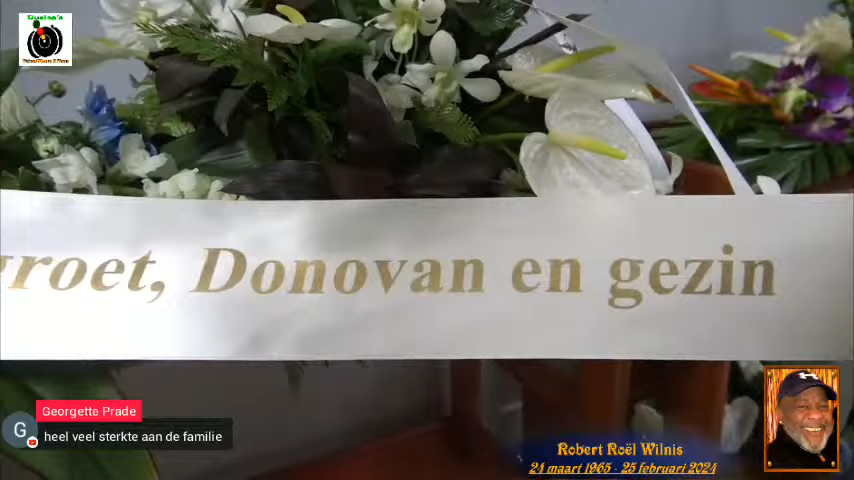 groet, Donovan en gezin
Georgette Prade
G
heel veel sterkte aan de familie
Robert Roël Wilnis
24 maart 1965 - 25 februari 2024